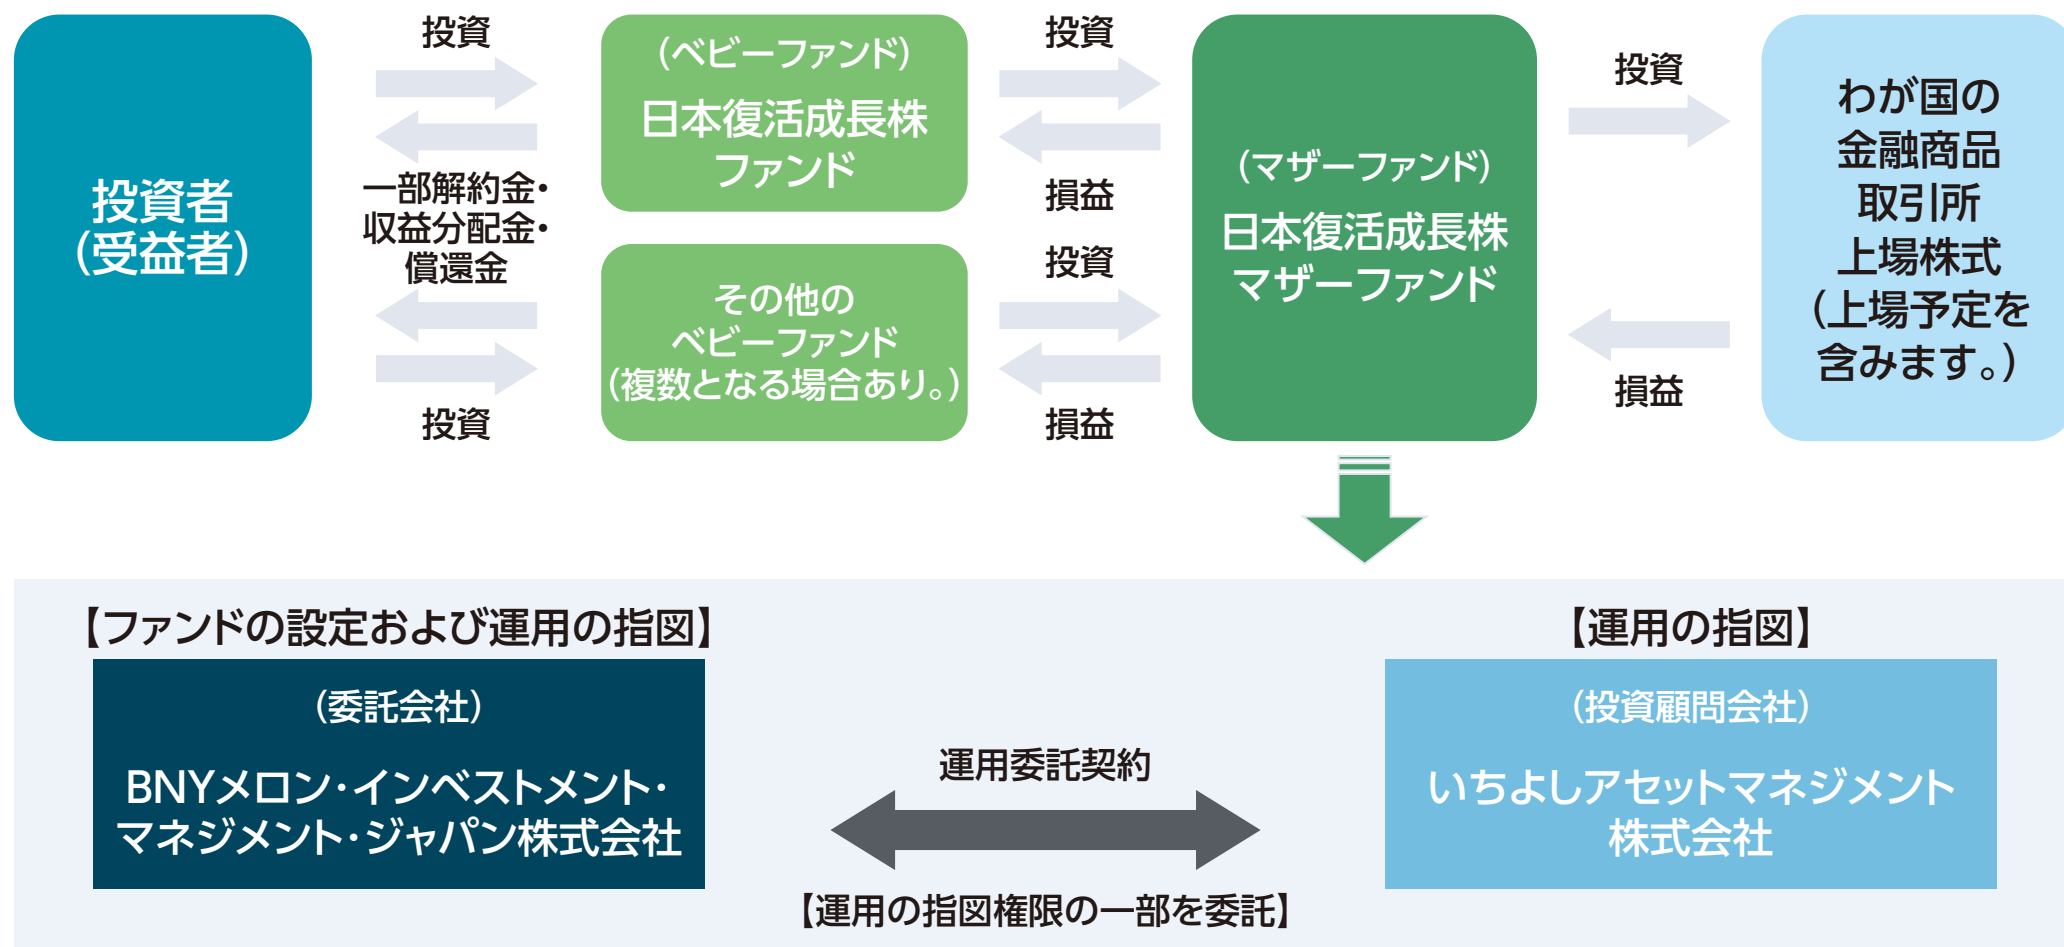 投資者
(受益者)
投資
一部解約金・
収益分配金・
償還金
投資
(ベビーファンド)
日本復活成長株
ファンド
その他の
ベビーファンド
(複数となる場合あり。)
投資
損益
投資
損益
(マザーファンド)
日本復活成長株
マザーファンド
投資
損益
わが国の
金融商品
取引所
上場株式
(上場予定を
含みます。)
【ファンドの設定および運用の指図】
(委託会社)
BNYメロン・インベストメント・
マネジメント・ジャパン株式会社
運用委託契約
【運用の指図権限の一部を委託】
【運用の指図】
(投資顧問会社)
いちよしアセットマネジメント
株式会社